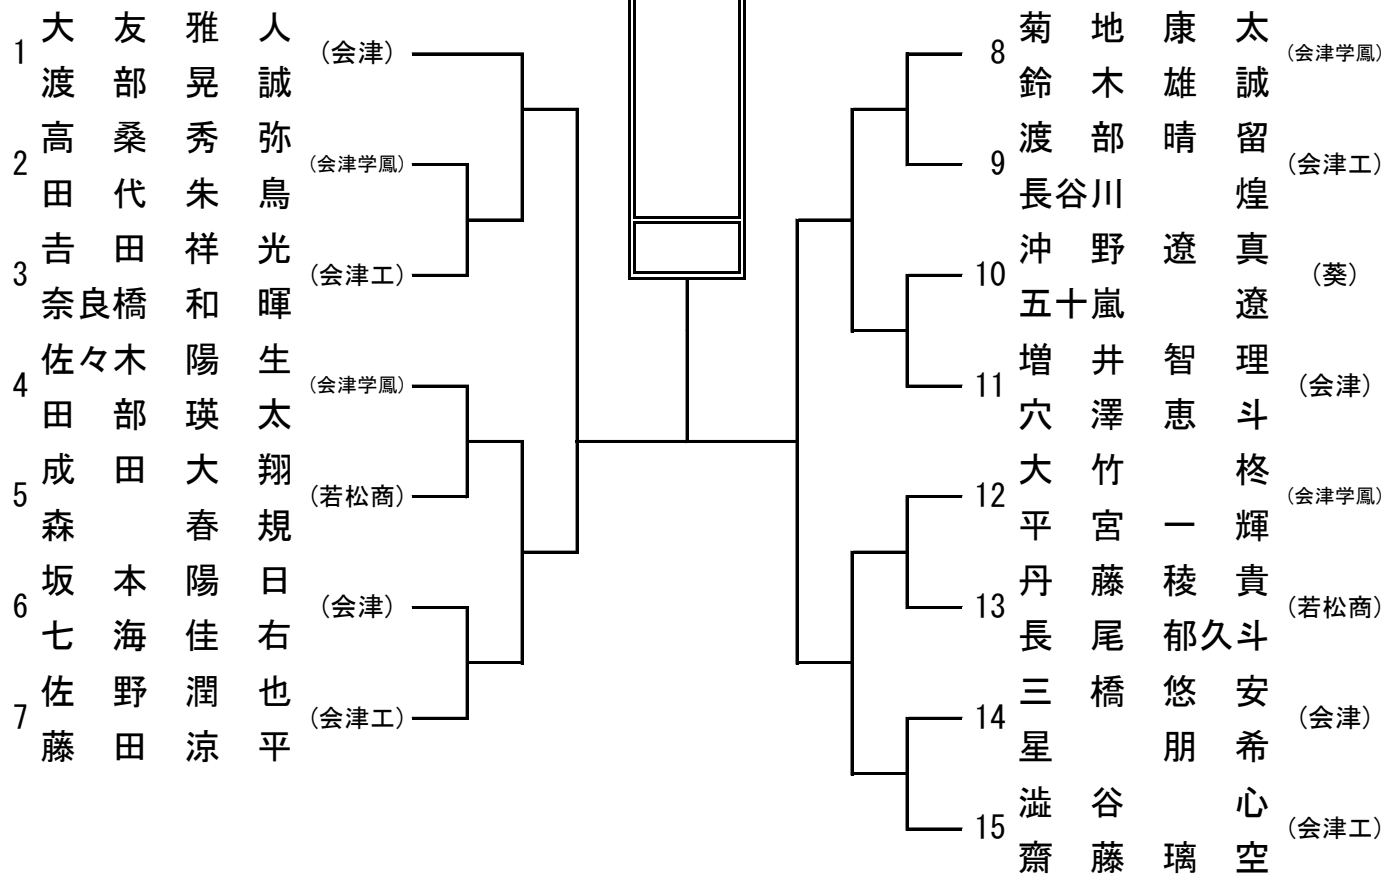 1 大友雅人 (会津)
渡部晃誠
2 高桑秀弥 (会津学鳳)
田代朱鳥
3 𠮷田祥光 (会津工)
奈良橋和暉
4 佐々木陽生 (会津学鳳)
田部瑛太
5 成田大翔 (若松商)
森春規
6 坂本陽日 (会津)
七海佳右
7 佐野潤也 (会津工)
藤田涼平
8 菊地康太 (会津学鳳)
鈴木雄誠
9 渡部晴留 (会津工)
長谷川煌
10 沖野遼真 (葵)
五十嵐遼
11 増井智理 (会津)
穴澤恵斗
12 大竹柊 (会津学鳳)
平宮一輝
13 丹藤稜貴 (若松商)
長尾郁久斗
14 三橋悠安 (会津)
星朋希
15 澁谷心 (会津工)
齋藤璃空